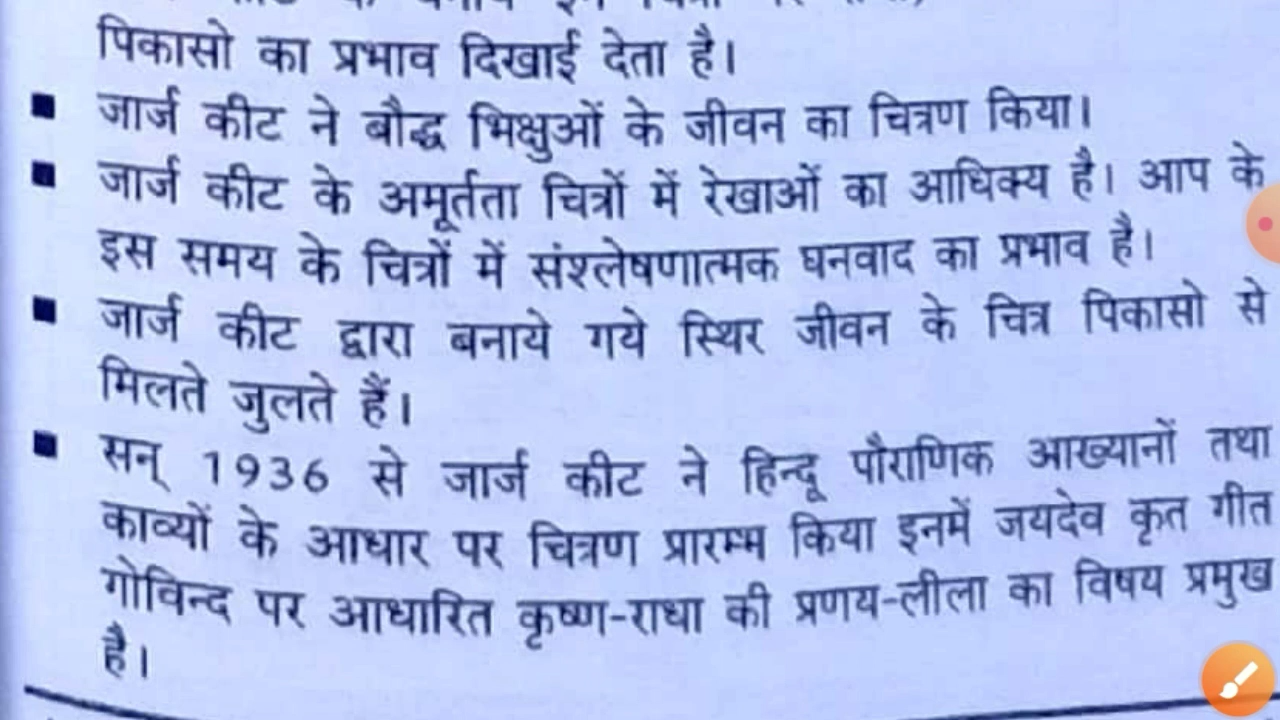 पिकासो का प्रभाव दिखाई देता है।
■ जार्ज कीट ने बौद्ध भिक्षुओं के जीवन का चित्रण किया।
■ जार्ज कीट के अमूर्तता चित्रों में रेखाओं का आधिक्य है। आप के
इस समय के चित्रों में संश्लेषणात्मक घनवाद का प्रभाव है।
■ जार्ज कीट द्वारा बनाये गये स्थिर जीवन के चित्र पिकासो से
मिलते जुलते हैं।
■ सन् 1936 से जार्ज कीट ने हिन्दू पौराणिक आख्यानों तथा
काव्यों के आधार पर चित्रण प्रारम्भ किया इनमें जयदेव कृत गीत
गोविन्द पर आधारित कृष्ण-राधा की प्रणय-लीला का विषय प्रमुख
है।